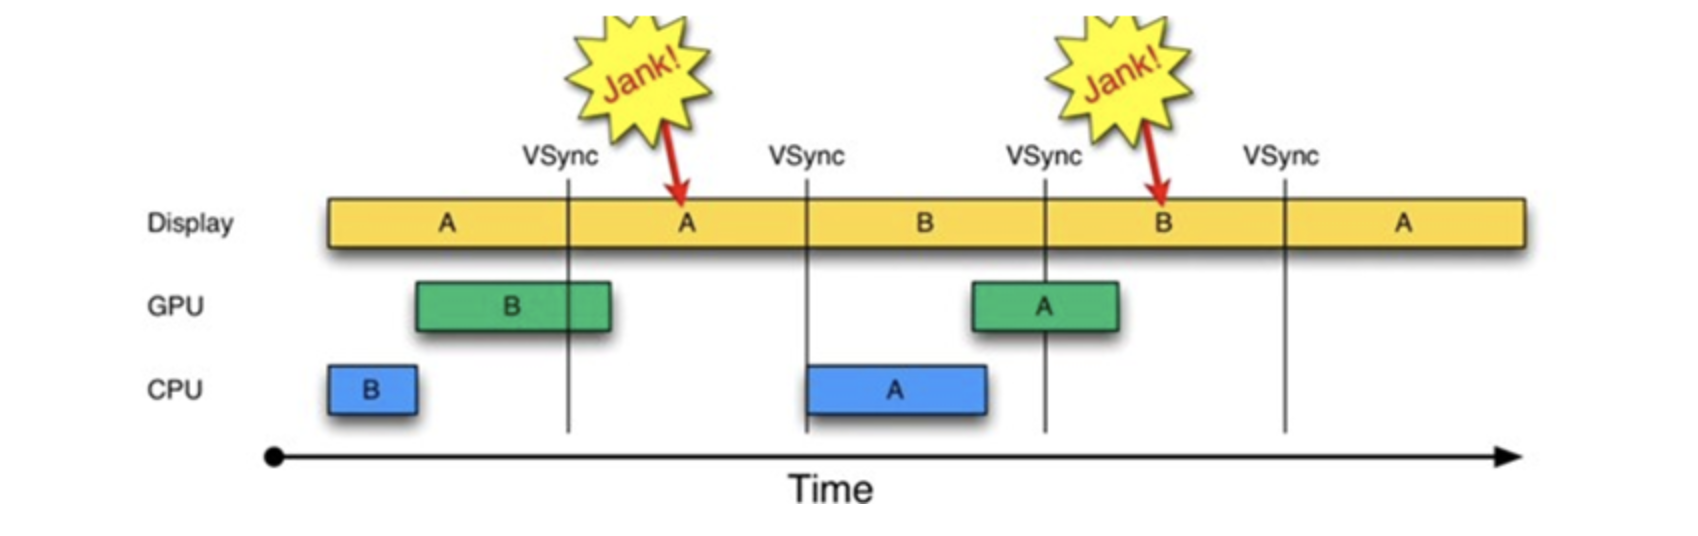 Jank! Jank!
VSync VSync VSync VSync
Display A A B B A
GPU B A
CPU B A
Time